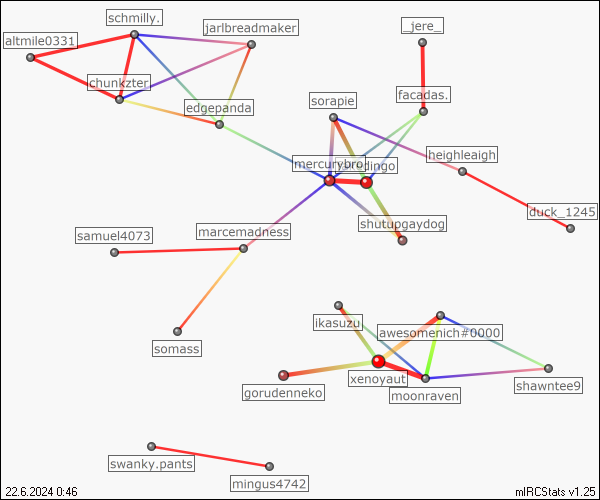 schmilly.
altmile0331
jarlbreadmaker
_jere_
chunkzter
edgepanda
sorapie
facadas.
mercurybro
heighleaigh
duck_1245
shutupgaydog
samuel4073
marcemadness
somass
ikasuzu
awesomenich#0000
xenoyaut
gorudenneko
moonraven
shawntee9
swanky.pants
mingus4742
22.6.2024 0:46
mIRCStats v1.25